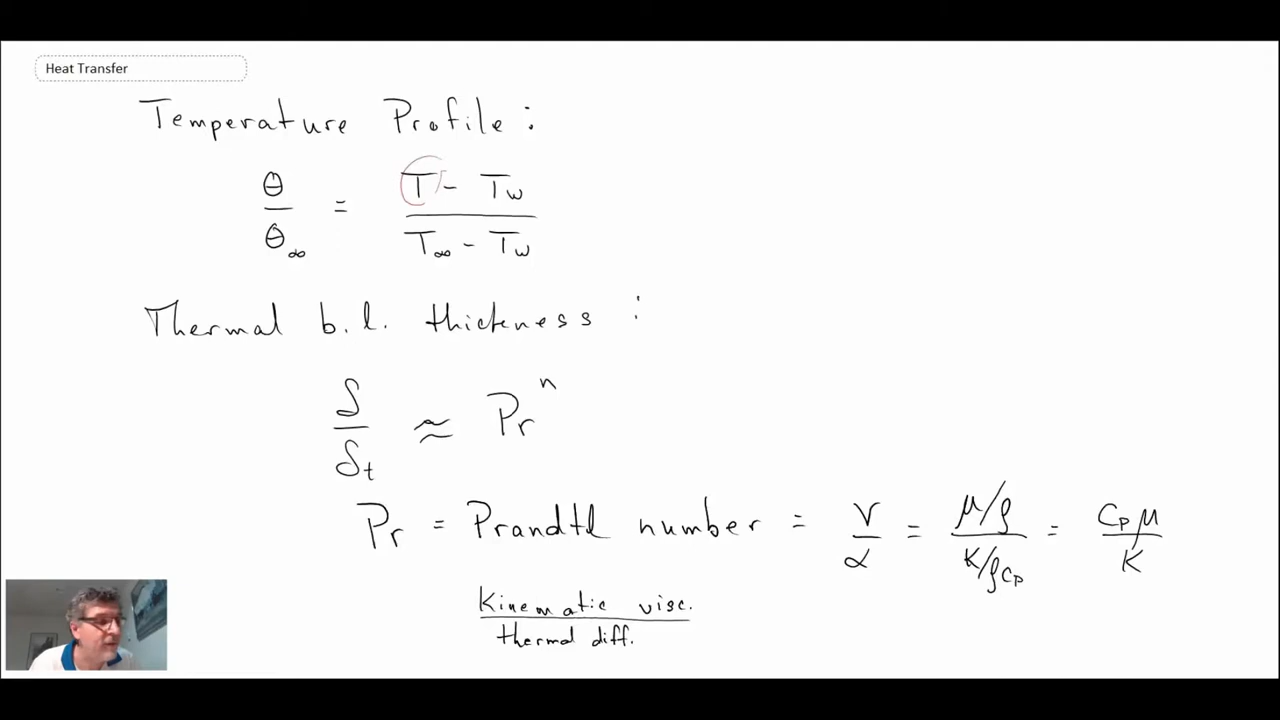 Heat Transfer
Temperature Profile :
θ/θ∞ = (T - Tw)/(T∞ - Tw)
Thermal b.l. thickness :
δ/δt ≈ Pr^n
Pr = Prandtl number = ν/α = (μ/ρ)/(K/ρcp) = cpμ/K
Kinematic visc.
thermal diff.